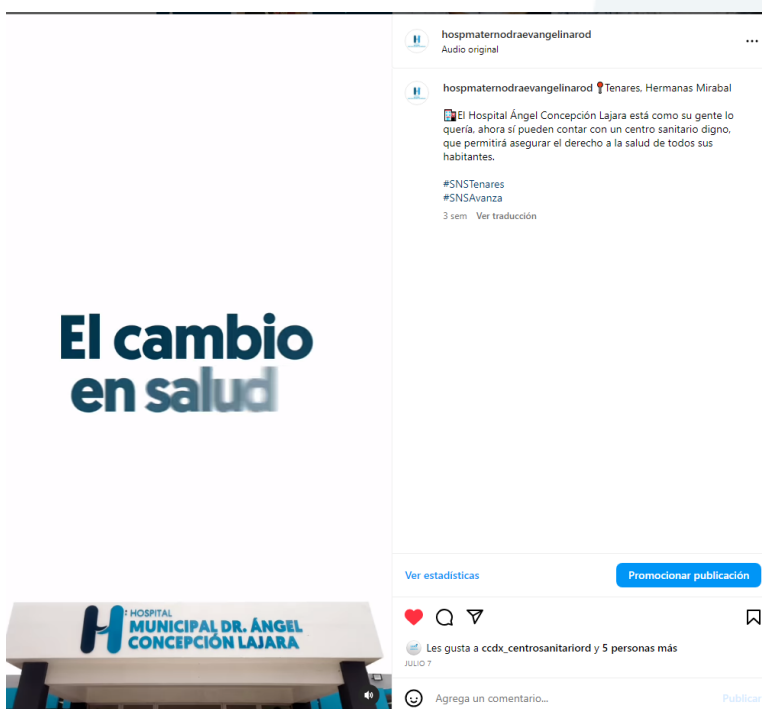 El cambio
en salud
HOSPITAL
MUNICIPAL DR. ÁNGEL
CONCEPCIÓN LAJARA
hospmaternodraevangelinarod
Audio original
hospmaternodraevangelinarod Tenares, Hermanas Mirabal
El Hospital Ángel Concepción Lajara está como su gente lo
quería, ahora sí pueden contar con un centro sanitario digno,
que permitirá asegurar el derecho a la salud de todos sus
habitantes.
#SNSTenares
#SNSAvanza
3 sem Ver traducción
Ver estadísticas
Promocionar publicación
Les gusta a ccdx_centrosanitariord y 5 personas más
JULIO 7
Agrega un comentario...
Publicar